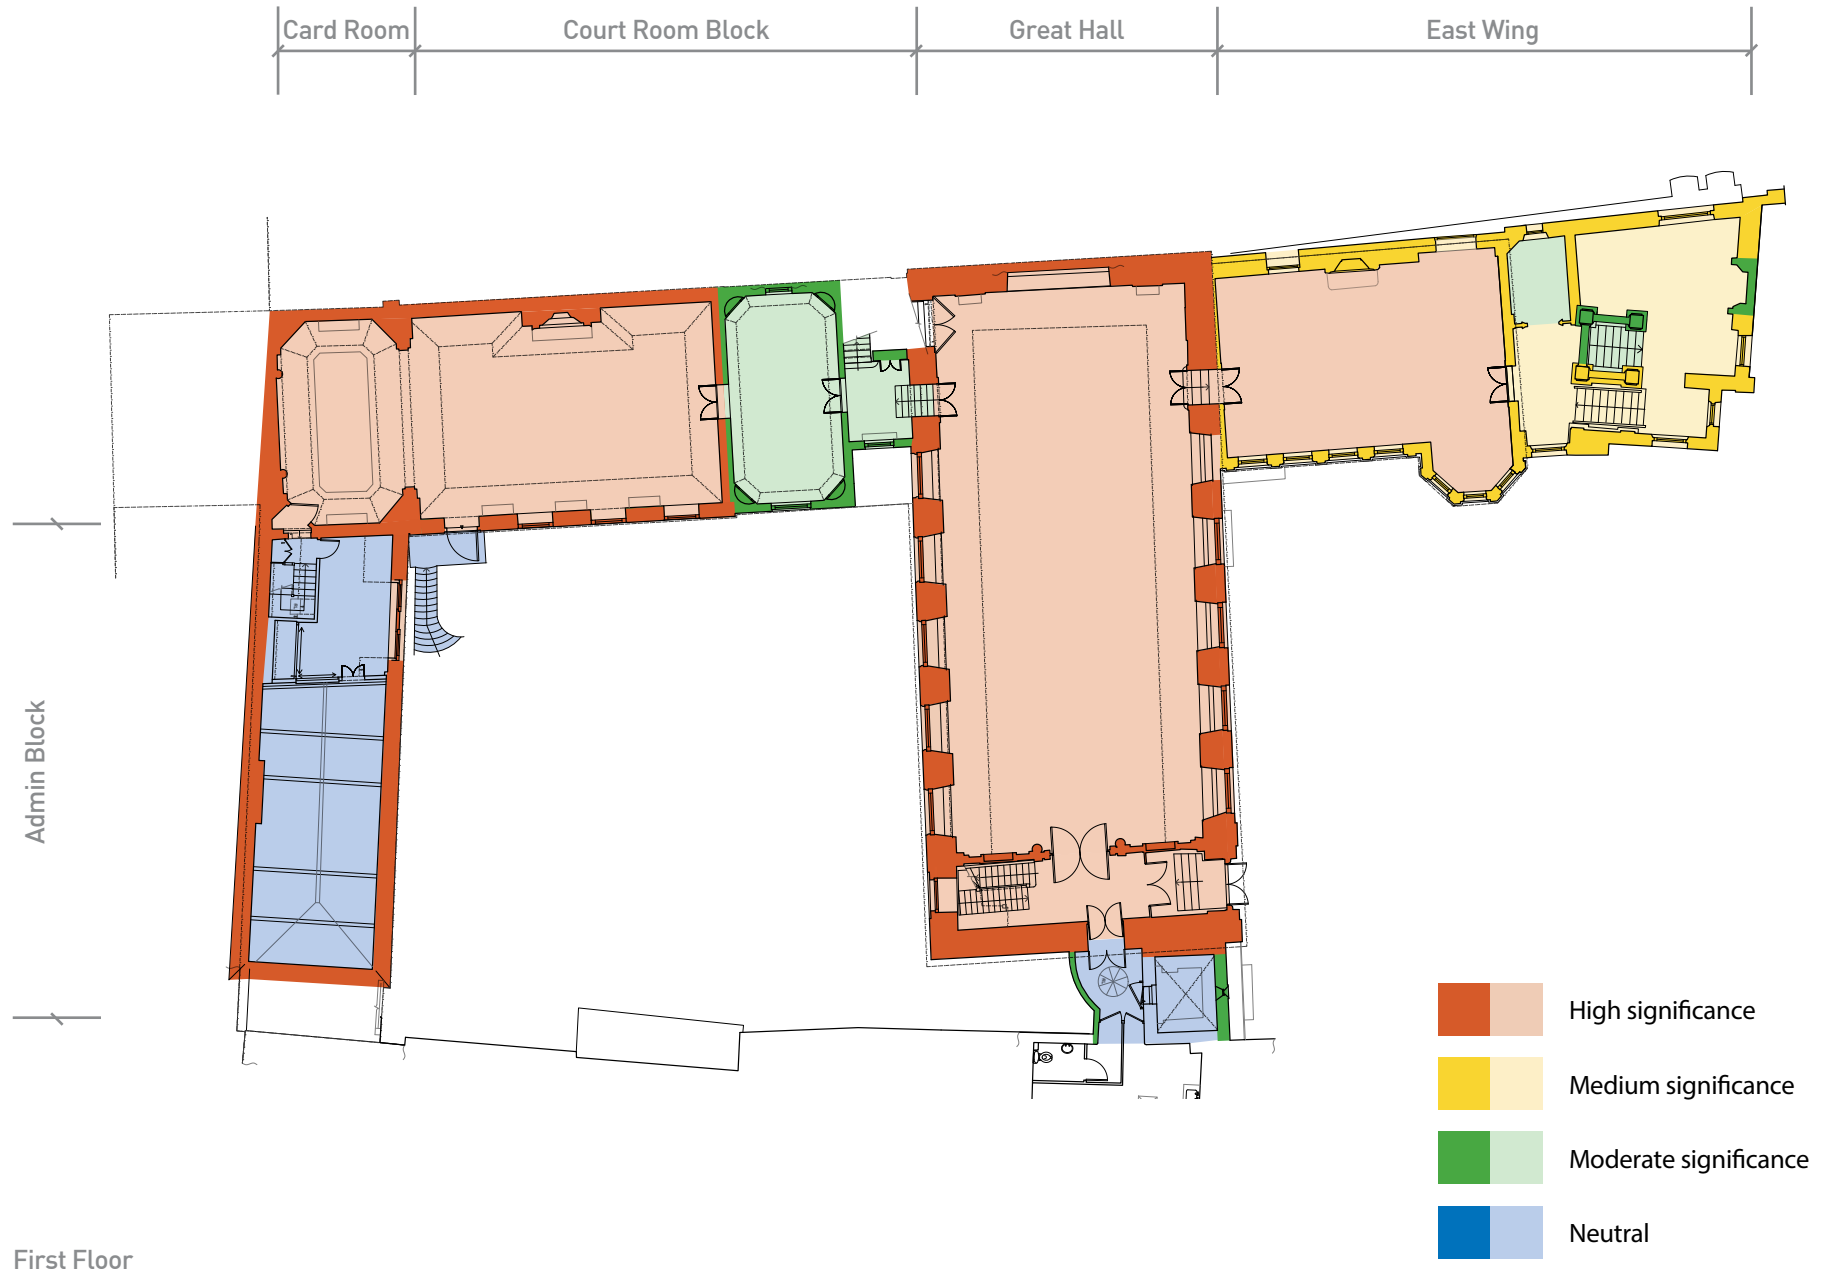 Card Room
Court Room Block
Great Hall
East Wing
Admin Block
High significance
Medium significance
Moderate significance
Neutral
First Floor